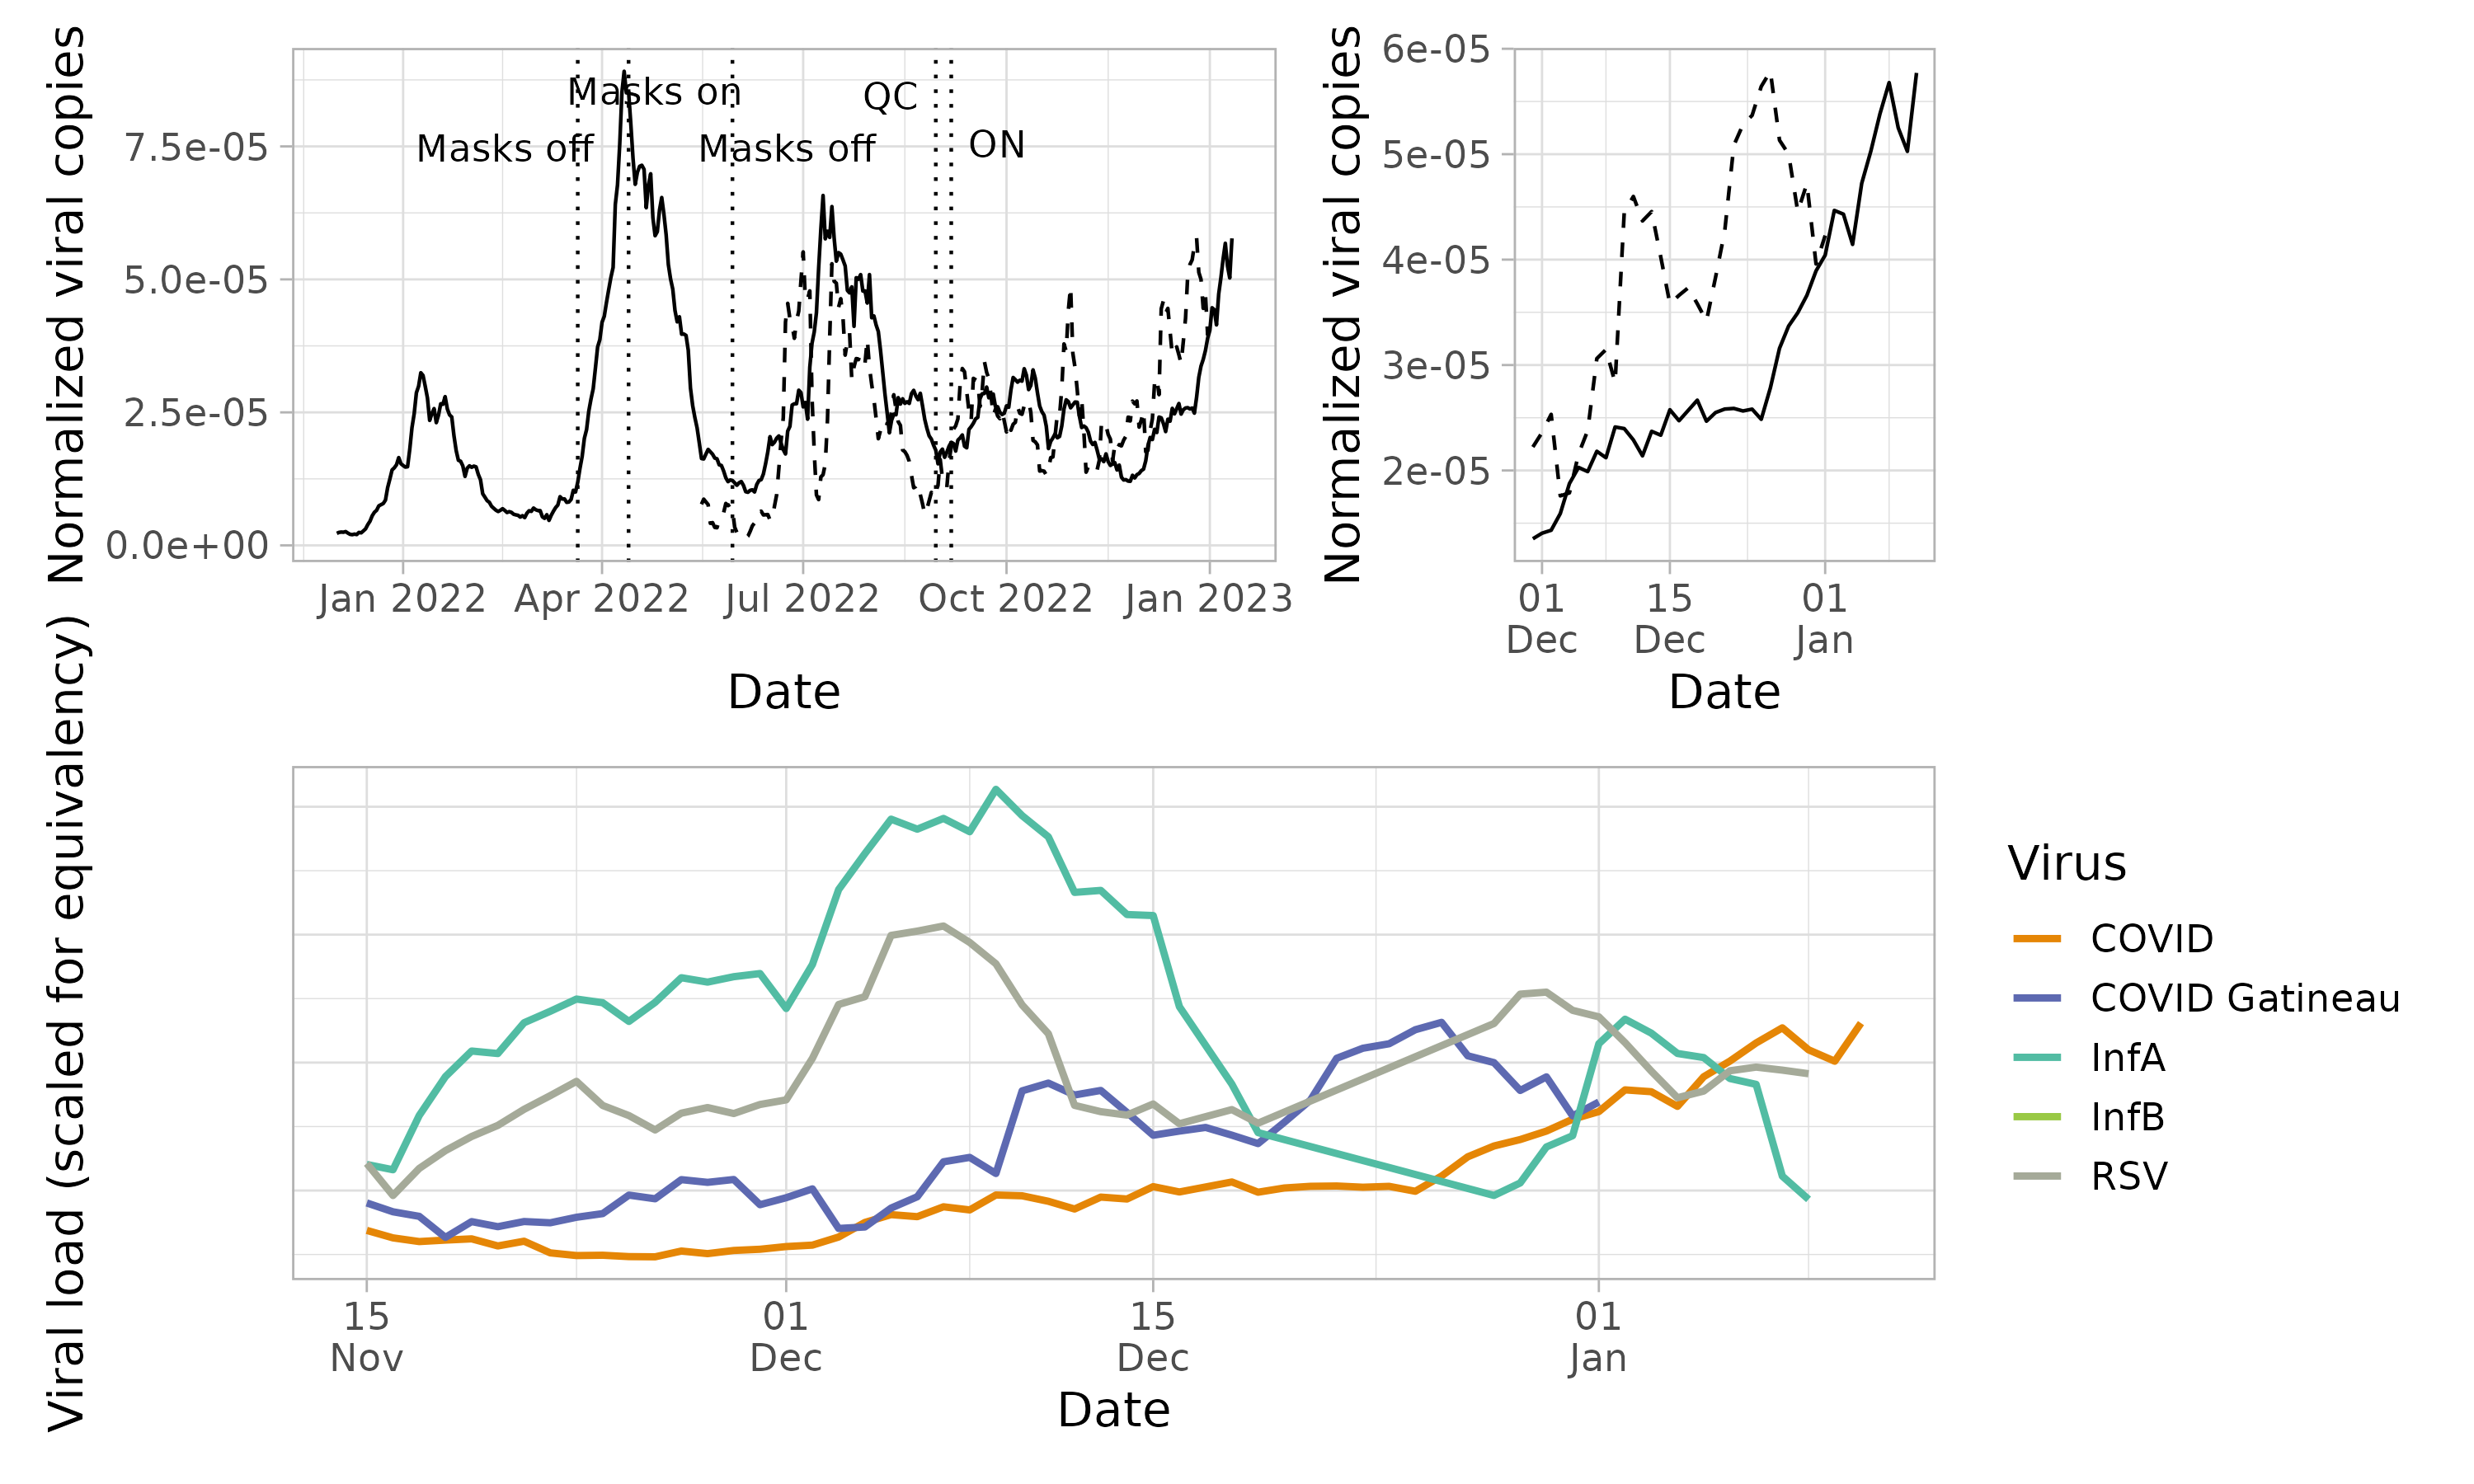 Normalized viral copies
7.5e-05
5.0e-05
2.5e-05
0.0e+00
Masks off
Masks on
Masks off
QC
ON
Jan 2022
Apr 2022
Jul 2022
Oct 2022
Jan 2023
Date
Normalized viral copies
6e-05
5e-05
4e-05
3e-05
2e-05
01
Dec
15
Dec
01
Jan
Date
Viral load (scaled for equivalency)
15
Nov
01
Dec
15
Dec
01
Jan
Date
Virus
COVID
COVID Gatineau
InfA
InfB
RSV